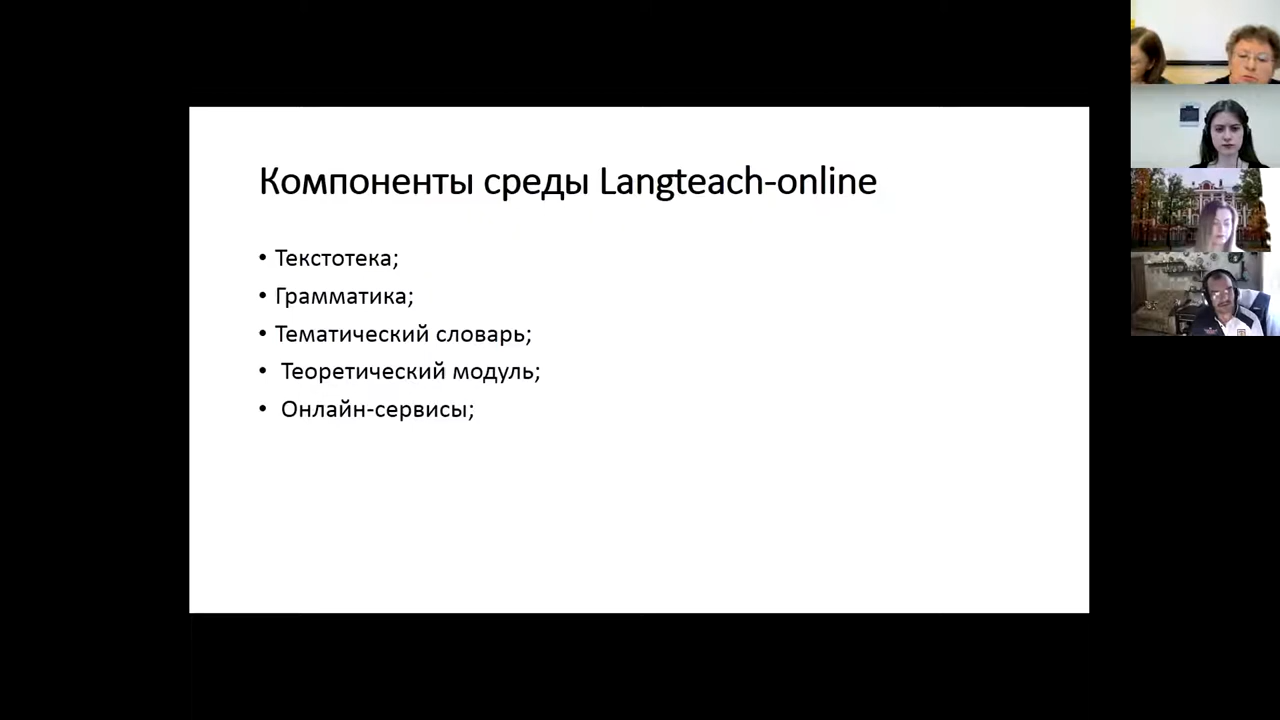 Компоненты среды Langteach-online
• Текстотека;
• Грамматика;
• Тематический словарь;
• Теоретический модуль;
• Онлайн-сервисы;